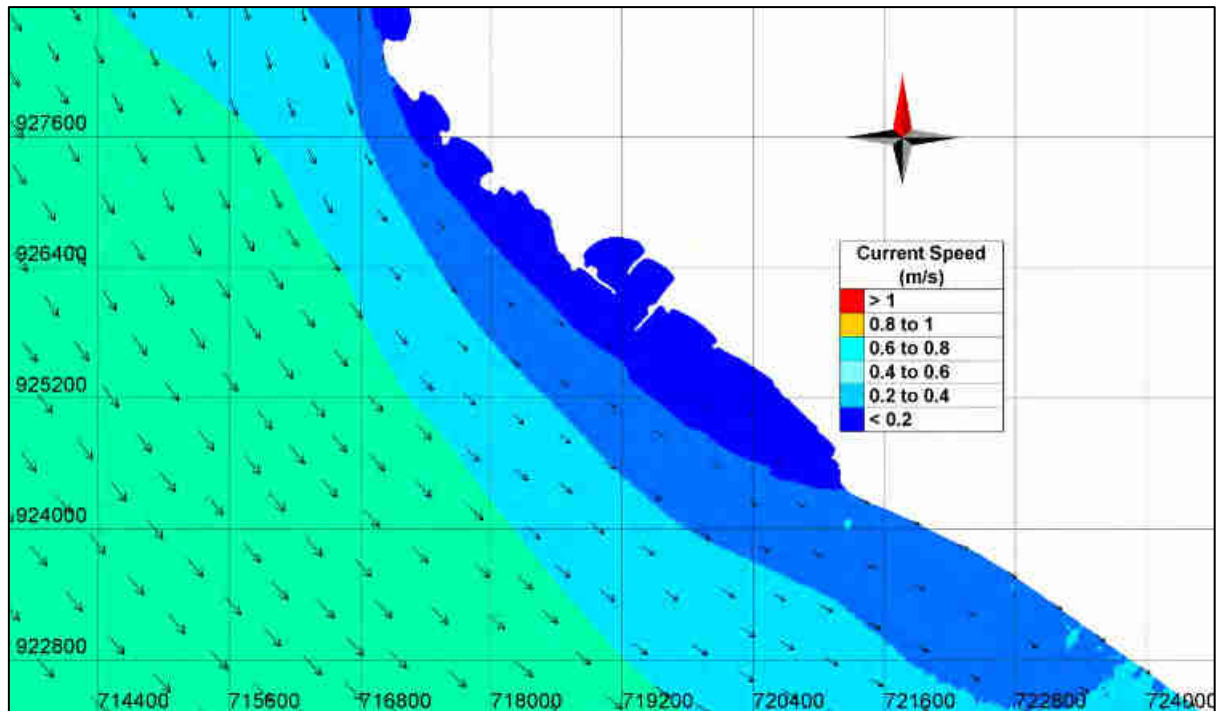 927600
926400
925200
924000
922800
Current Speed
(m/s)
> 1
0.8 to 1
0.6 to 0.8
0.4 to 0.6
0.2 to 0.4
< 0.2
714400 715600 716800 718000 719200 720400 721600 722800 724000